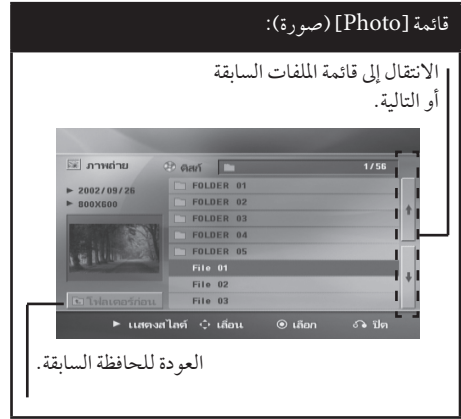 قائمة [Photo] (صورة):
الانتقال إلى قائمة الملفات السابقة
أو التالية.
ภาพถ่าย ดิสก์ 1/56
► 2002/09/26
► 800X600
FOLDER 01
FOLDER 02
FOLDER 03
FOLDER 04
FOLDER 05
File 01
File 02
File 03
โฟเดอร์ก่อน
► แสดงสไลด์ เลื่อน เลือก ปิด
العودة للحافظة السابقة.